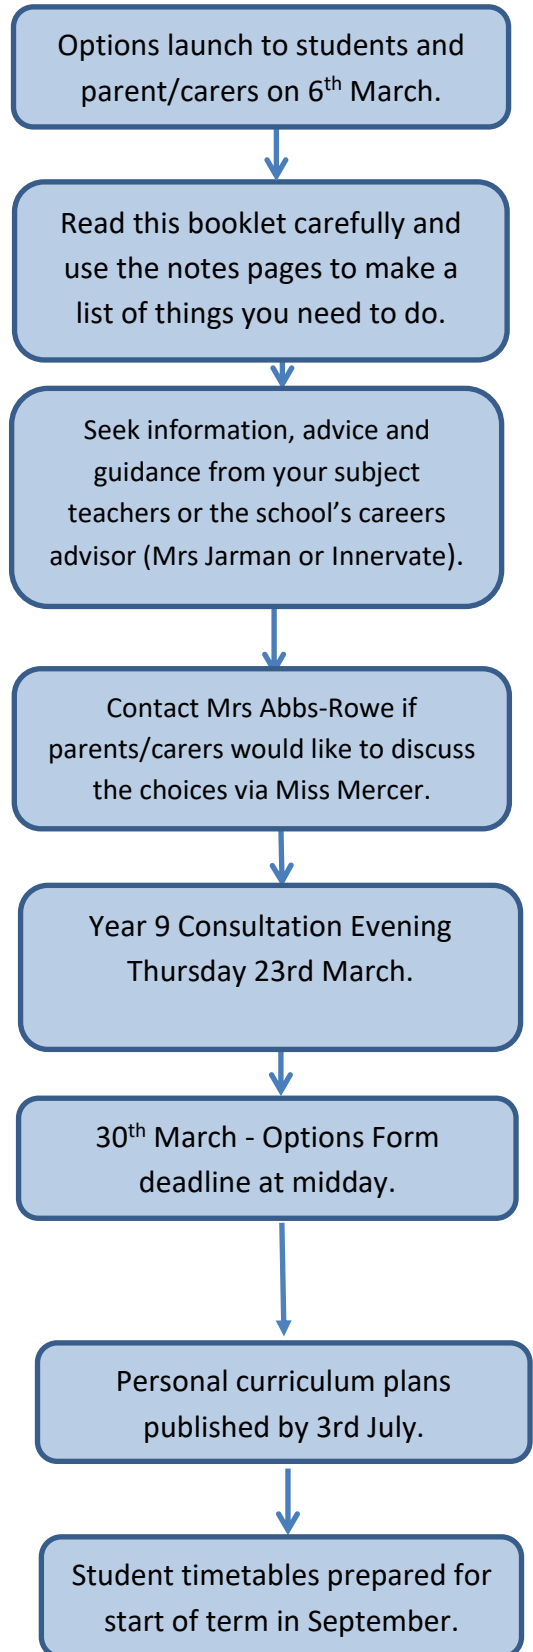 Options launch to students and
parent/carers on 6th March.
Read this booklet carefully and
use the notes pages to make a
list of things you need to do.
Seek information, advice and
guidance from your subject
teachers or the school’s careers
advisor (Mrs Jarman or Innervate).
Contact Mrs Abbs-Rowe if
parents/carers would like to discuss
the choices via Miss Mercer.
Year 9 Consultation Evening
Thursday 23rd March.
30th March - Options Form
deadline at midday.
Personal curriculum plans
published by 3rd July.
Student timetables prepared for
start of term in September.